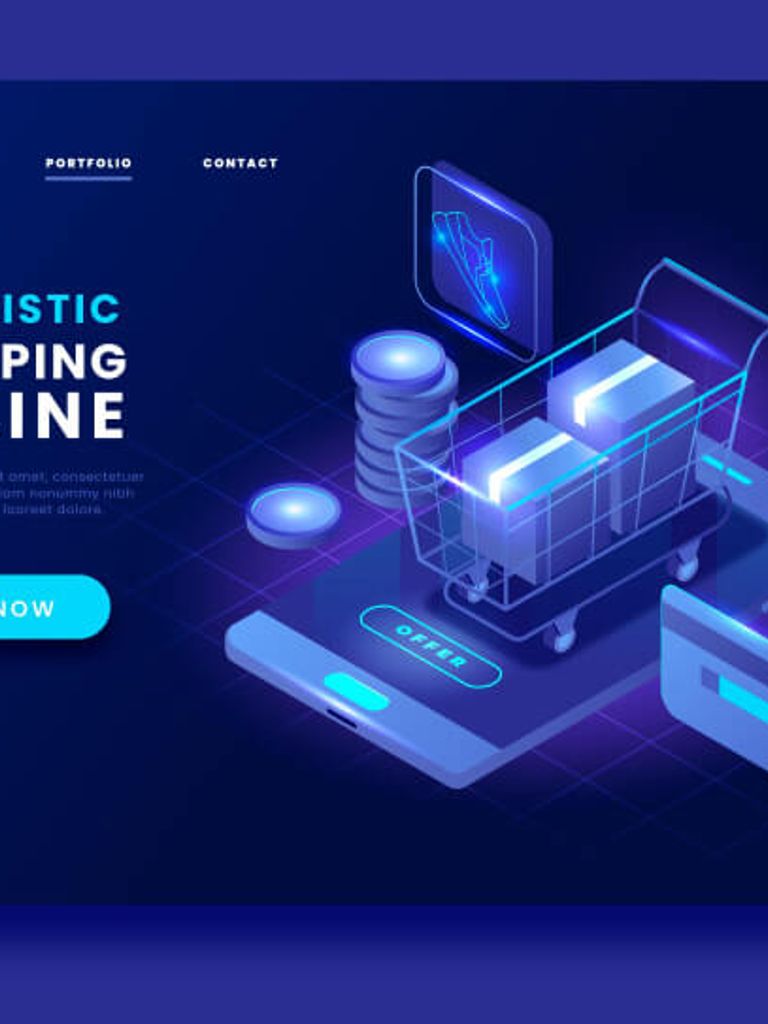 PORTFOLIO CONTACT
ISTIC
PING
INE
t amet, consectetuer
iam nonummy nibh
laoreet dolore
NOW
OFFER